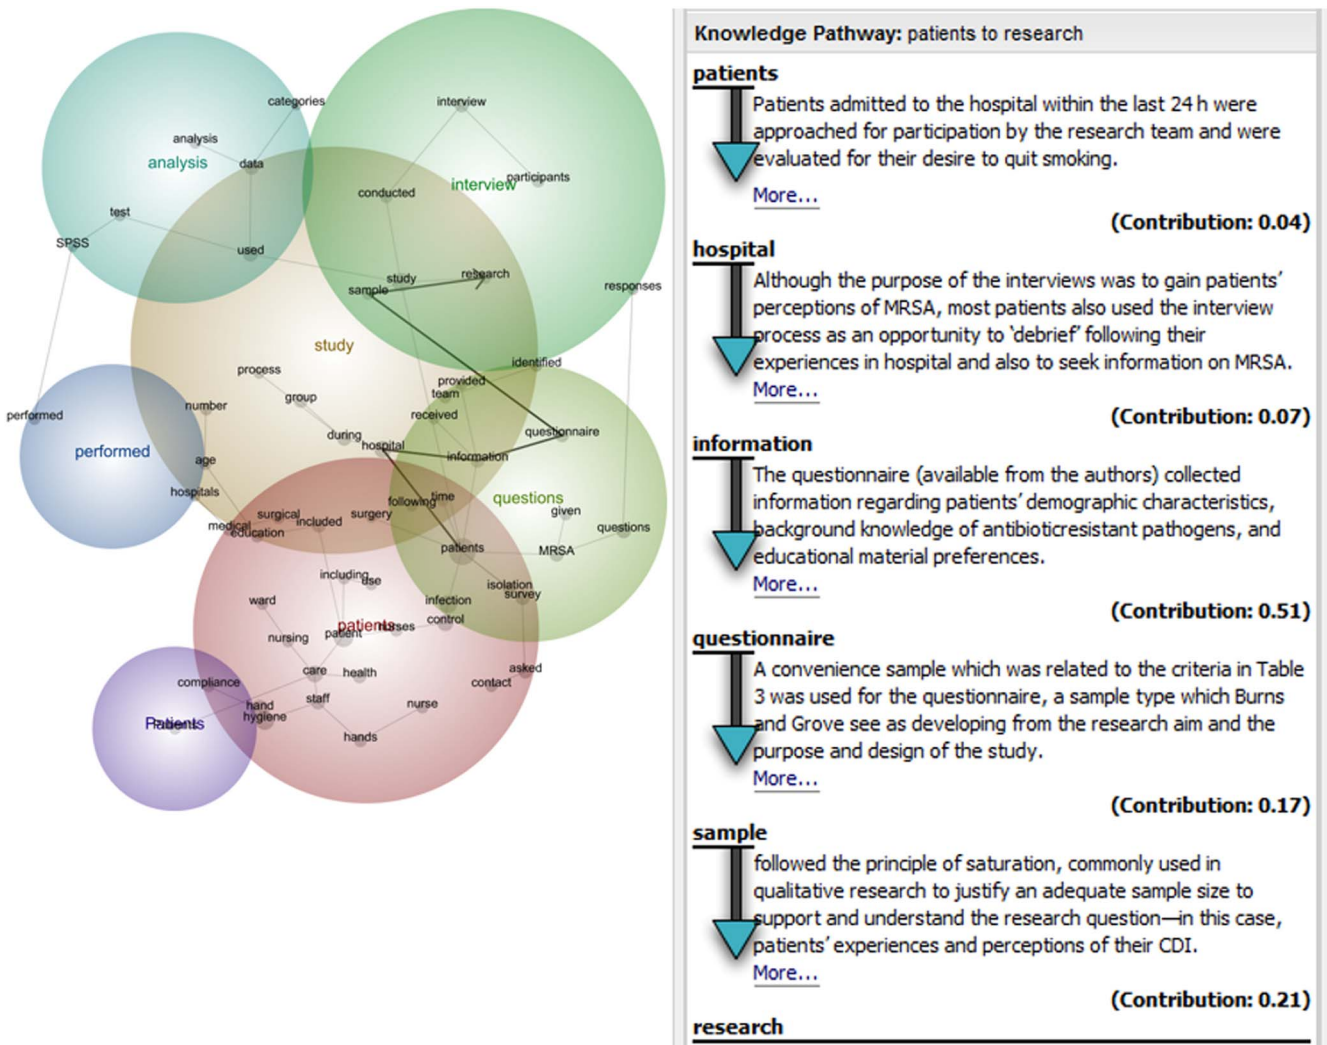 categories
interview
analysis
analysis
data
participants
interview
conducted
test
SPSS
used
study
research
sample
responses
study
identified
process
provided
team
group
number
received
performed
during
questionnaire
hospital
performed
information
age
hospitals
following
time
questions
given
surgical
surgery
medical
included
education
questions
patients
MRSA
including
use
isolation
survey
ward
infection
control
patients
nurses
patient
nursing
care
health
asked
compliance
contact
staff
hand
hygiene
nurse
Patients
hands
Knowledge Pathway: patients to research
patients
Patients admitted to the hospital within the last 24 h were
approached for participation by the research team and were
evaluated for their desire to quit smoking.
More...
(Contribution: 0.04)
hospital
Although the purpose of the interviews was to gain patients’
perceptions of MRSA, most patients also used the interview
process as an opportunity to ‘debrief’ following their
experiences in hospital and also to seek information on MRSA.
More...
(Contribution: 0.07)
information
The questionnaire (available from the authors) collected
information regarding patients’ demographic characteristics,
background knowledge of antibioticresistant pathogens, and
educational material preferences.
More...
(Contribution: 0.51)
questionnaire
A convenience sample which was related to the criteria in Table
3 was used for the questionnaire, a sample type which Burns
and Grove see as developing from the research aim and the
purpose and design of the study.
More...
(Contribution: 0.17)
sample
followed the principle of saturation, commonly used in
qualitative research to justify an adequate sample size to
support and understand the research question—in this case,
patients’ experiences and perceptions of their CDI.
More...
(Contribution: 0.21)
research